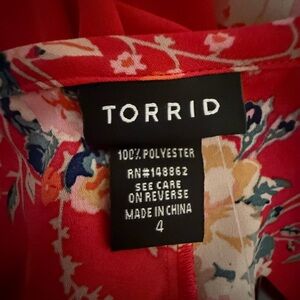 TORRID
100% POLYESTER
RN#148862
SEE CARE
ON REVERSE
MADE IN CHINA
4